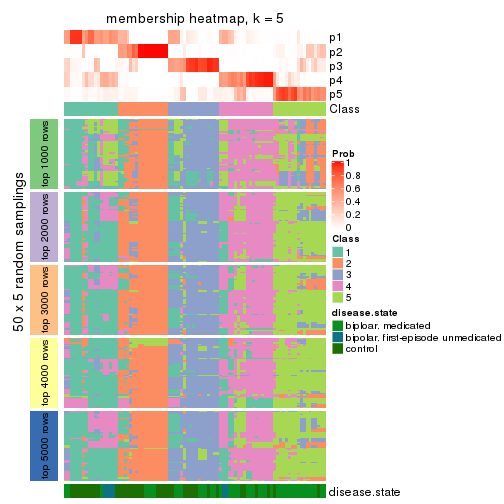 membership heatmap, k = 5
p1
p2
p3
p4
p5
Class
50 x 5 random samplings
top 1000 rows
top 2000 rows
top 3000 rows
top 4000 rows
top 5000 rows
Prob
1
0.8
0.6
0.4
0.2
0
Class
1
2
3
4
5
disease.state
biploar. medicated
bipolar. first-episode unmedicated
control
disease.state